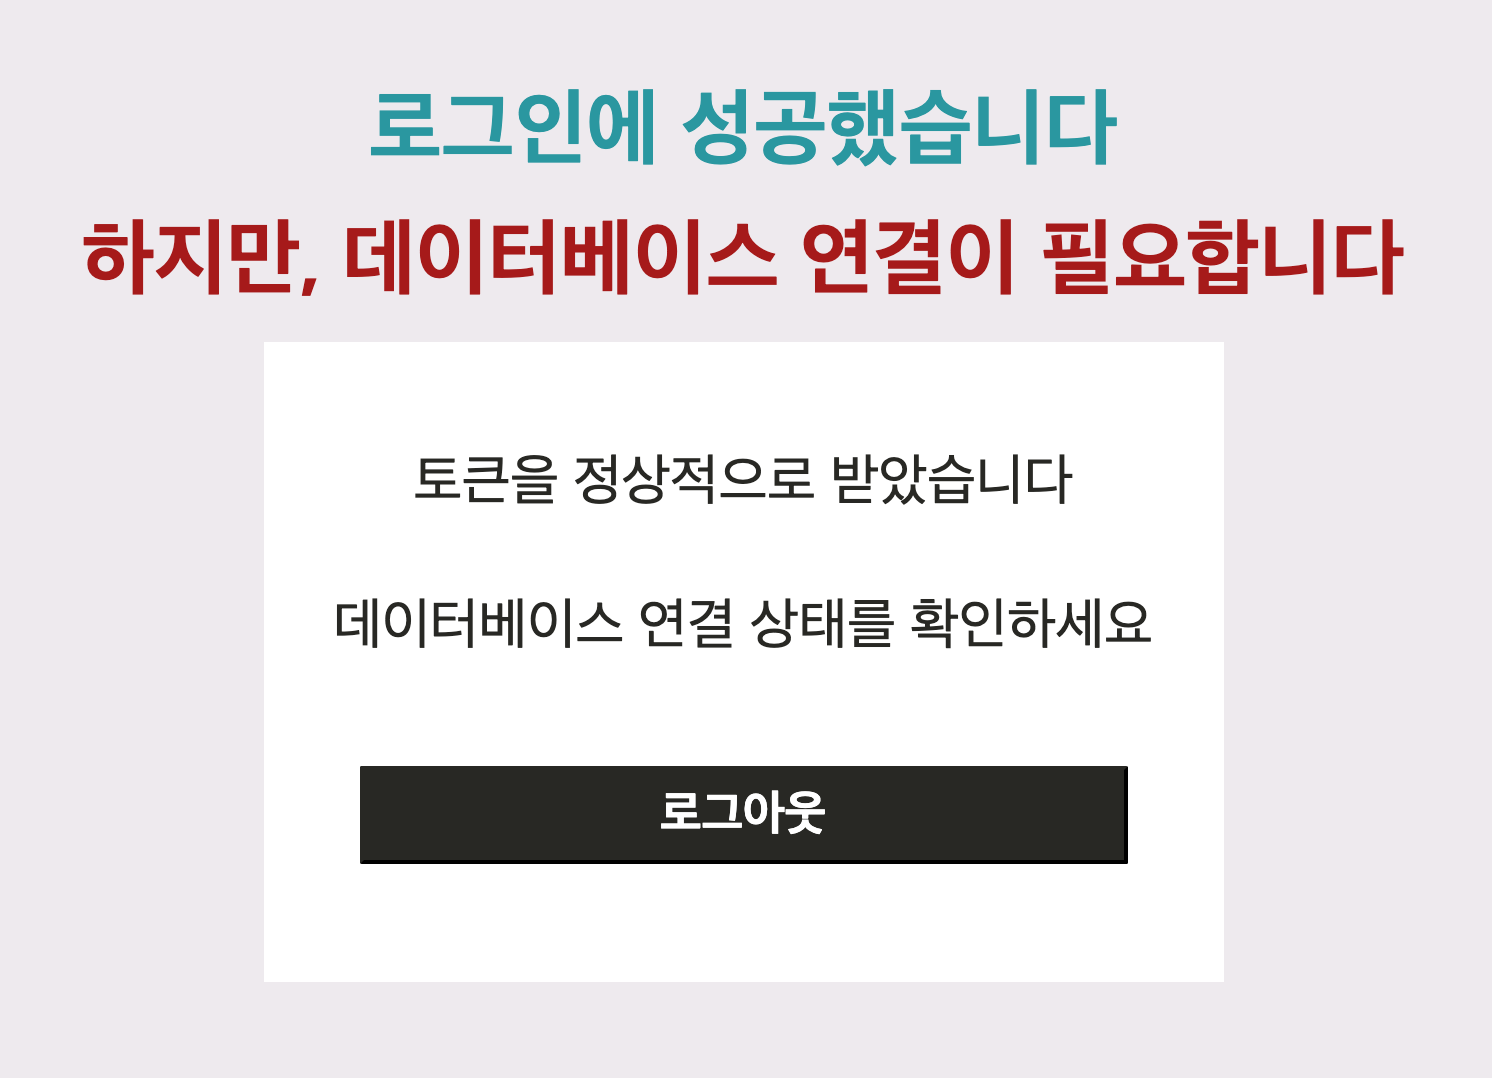 로그인에 성공했습니다
하지만, 데이터베이스 연결이 필요합니다
토큰을 정상적으로 받았습니다
데이터베이스 연결 상태를 확인하세요
로그아웃